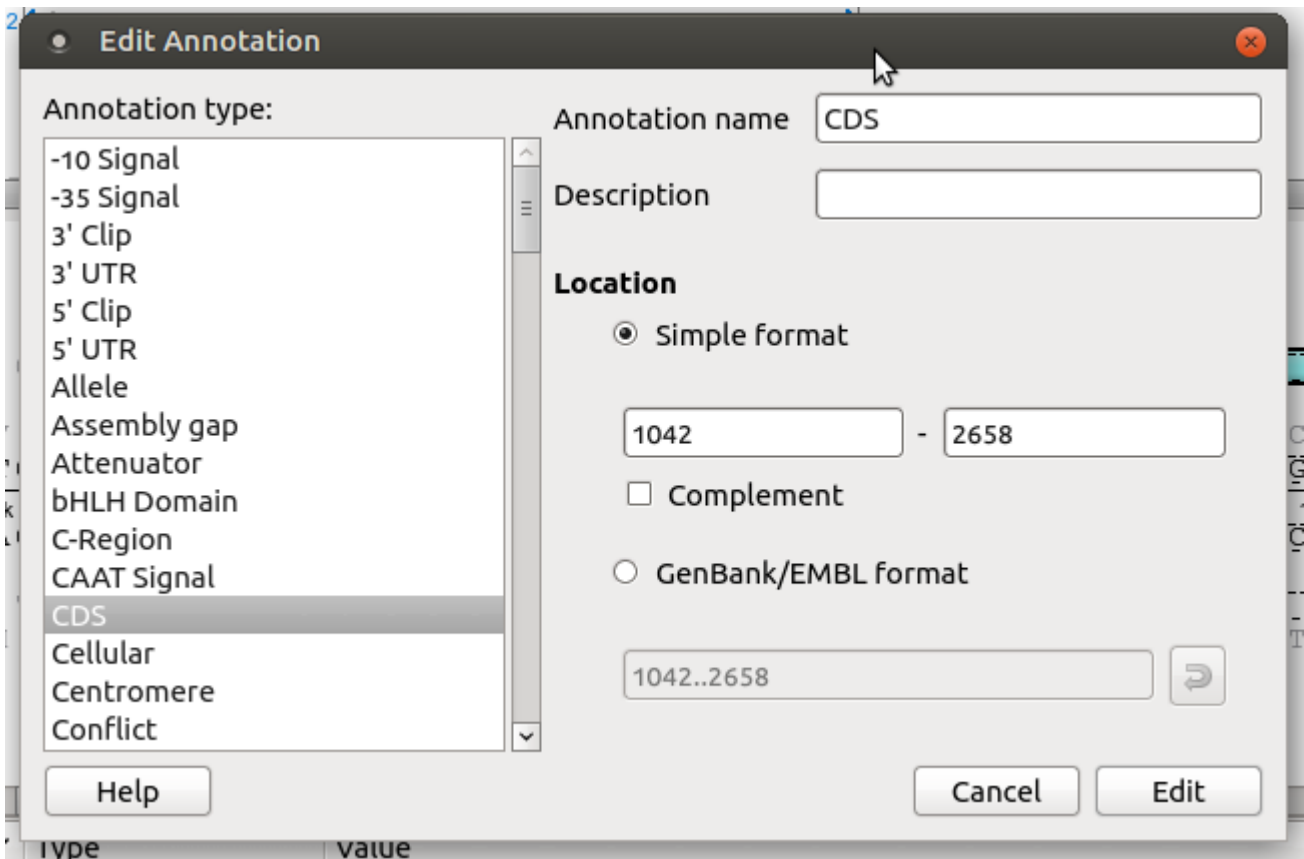 2
Edit Annotation
Annotation type:
-10 Signal
-35 Signal
3' Clip
3' UTR
5' Clip
5' UTR
Allele
Assembly gap
Attenuator
bHLH Domain
C-Region
CAAT Signal
CDS
Cellular
Centromere
Conflict
Annotation name CDS
Description
Location
Simple format
1042 - 2658
Complement
GenBank/EMBL format
1042..2658
Help
Cancel
Edit
Type
Value